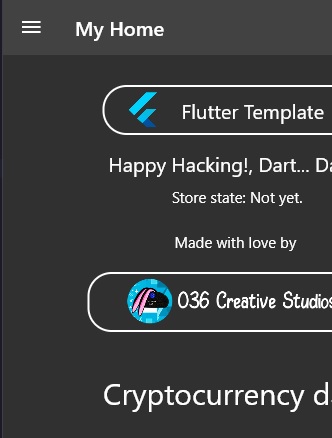 My Home
Flutter Template
Happy Hacking!, Dart... Da
Store state: Not yet.
Made with love by
036 Creative Studios
Cryptocurrency d